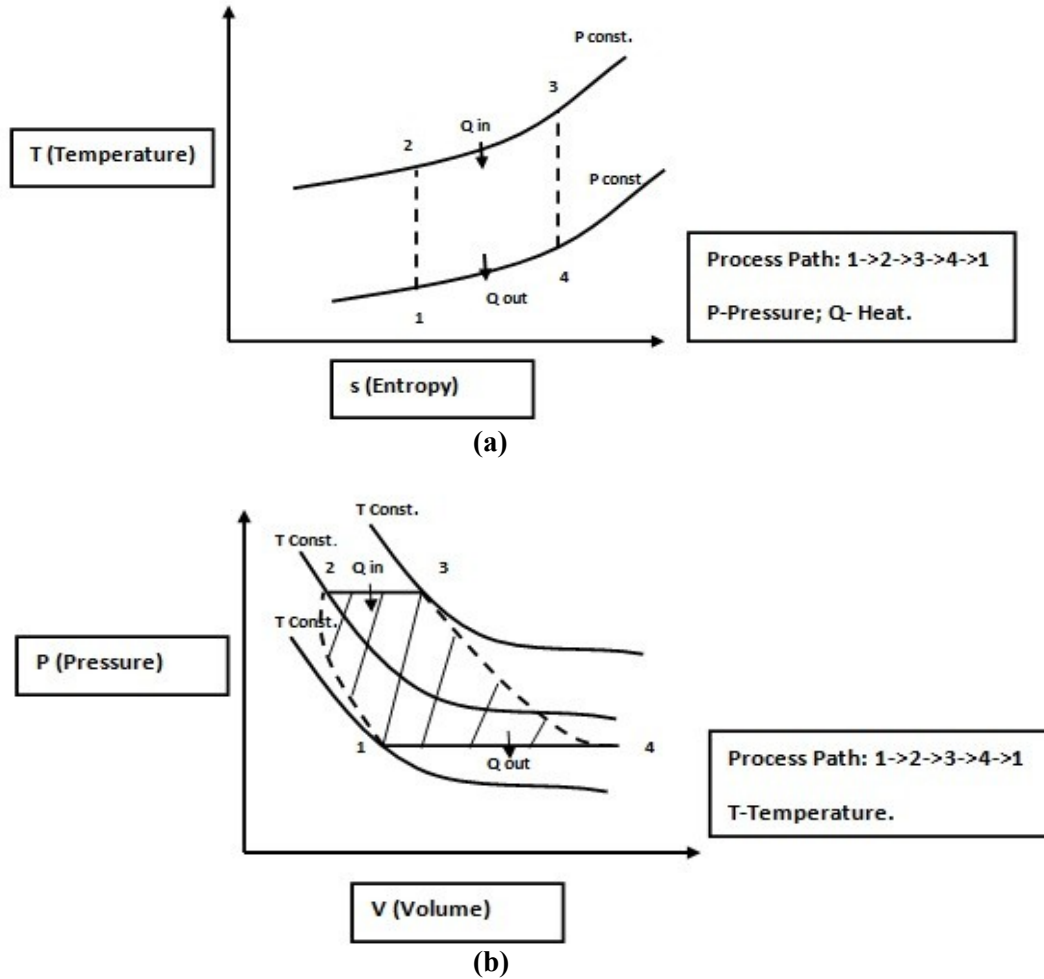 P const.
3
Q in
2
T (Temperature)
P const.
Process Path: 1->2->3->4->1
P-Pressure; Q- Heat.
4
Q out
1
s (Entropy)
(a)
T Const.
T Const.
2
Q in
3
T Const.
P (Pressure)
1
4
Q out
Process Path: 1->2->3->4->1
T-Temperature.
V (Volume)
(b)